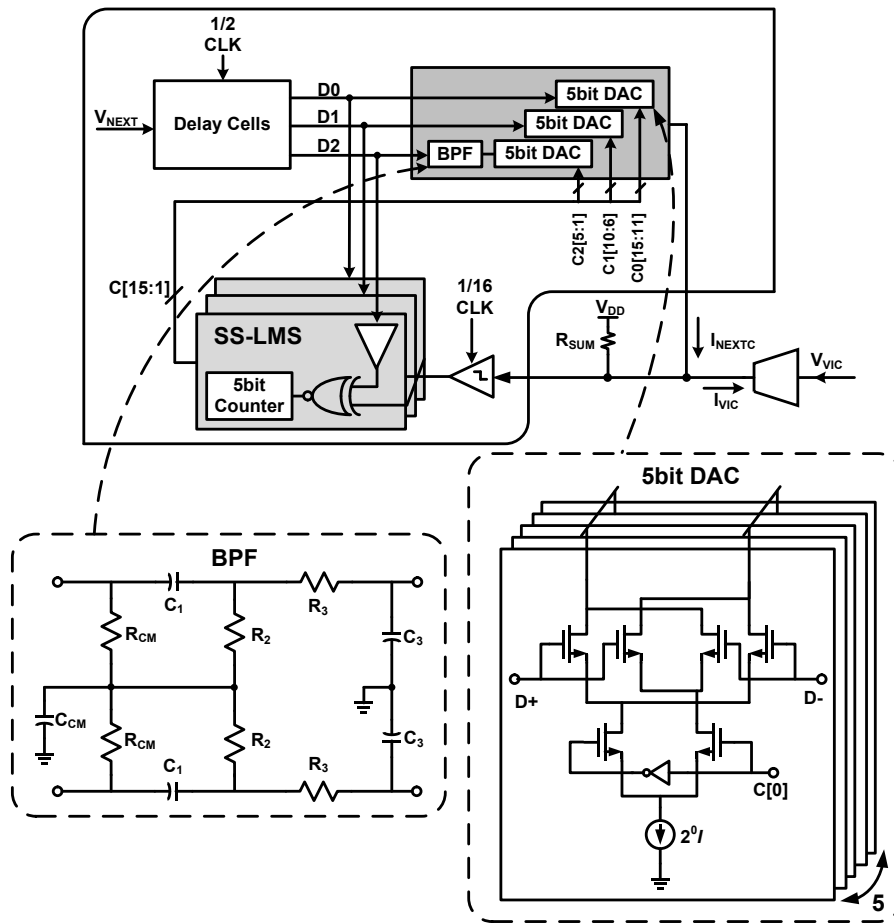 1/2
CLK
V_NEXT
Delay Cells
D0
D1
D2
5bit DAC
5bit DAC
BPF
5bit DAC
C2[5:1]
C1[10:6]
C0[15:11]
C[15:1]
1/16
CLK
V_DD
R_SUM
I_NEXTC
V_VIC
I_VIC
SS-LMS
5bit
Counter
BPF
C_1
R_3
R_CM
R_2
C_3
C_CM
R_CM
R_2
C_3
C_1
R_3
5bit DAC
D+
D-
C[0]
2^0I
5